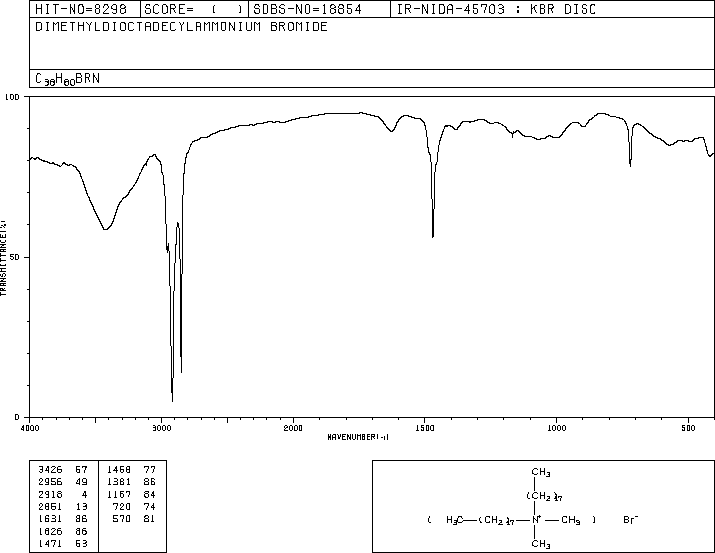 HIT-NO=8298 SCORE= ( ) SDBS-NO=18854 IR-NIDA-45703 : KBR DISC
DIMETHYLDIOCTADECYLAMMONIUM BROMIDE
C38H80BRN
100
50
0
TRANSMITTANCE(%)
4000 3000 2000 1500 1000 500
WAVENUMBER(-1)
3426 57 1468 77
2956 49 1381 86
2918 4 1167 84
2851 13 720 74
1631 86 570 81
1626 86
1471 53
CH3
(CH2)17
( H3C—(CH2)17—N+—CH3 ) Br-
CH3